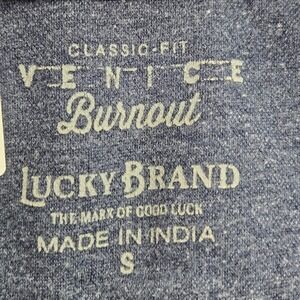 CLASSIC-FIT
VENICE
Burnout
LUCKY BRAND
THE MARK OF GOOD LUCK
MADE IN INDIA
S